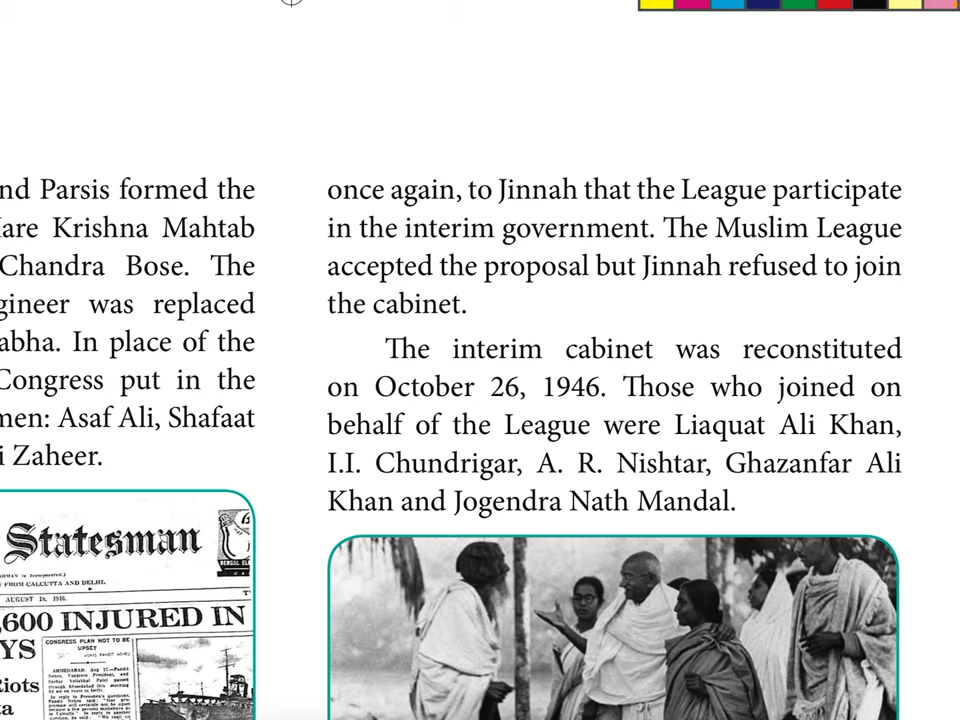 nd Parsis formed the
are Krishna Mahtab
Chandra Bose. The
gineer was replaced
abha. In place of the
Congress put in the
men: Asaf Ali, Shafaat
i Zaheer.
Statesman
FROM CALCUTTA AND DELHI.
AUGUST 18, 1946.
,600 INJURED IN
YS
CONGRESS PLAN NOT TO BE
UPSET
Riots
ta
once again, to Jinnah that the League participate
in the interim government. The Muslim League
accepted the proposal but Jinnah refused to join
the cabinet.
The interim cabinet was reconstituted
on October 26, 1946. Those who joined on
behalf of the League were Liaquat Ali Khan,
I.I. Chundrigar, A. R. Nishtar, Ghazanfar Ali
Khan and Jogendra Nath Mandal.